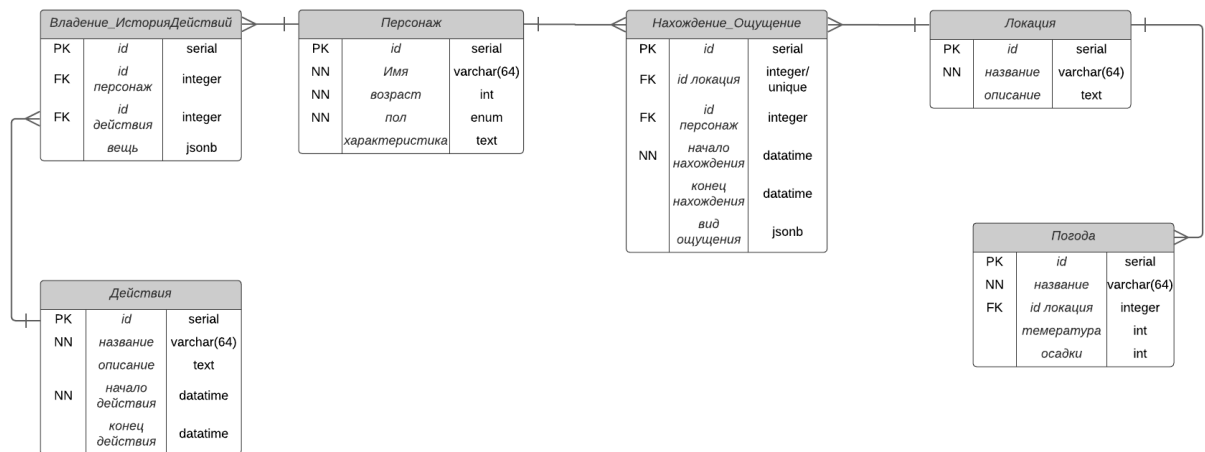 Владение_ИсторияДействий
PK id serial
FK id персонаж integer
FK id действия integer
вещь jsonb
Персонаж
PK id serial
NN Имя varchar(64)
NN возраст int
NN пол enum
характеристика text
Нахождение_Ощущение
PK id serial
FK id локация integer/
unique
FK id персонаж integer
NN начало нахождения datatime
конец нахождения datatime
вид ощущения jsonb
Локация
PK id serial
NN название varchar(64)
описание text
Погода
PK id serial
NN название varchar(64)
FK id локация integer
темература int
осадки int
Действия
PK id serial
NN название varchar(64)
описание text
NN начало действия datatime
конец действия datatime